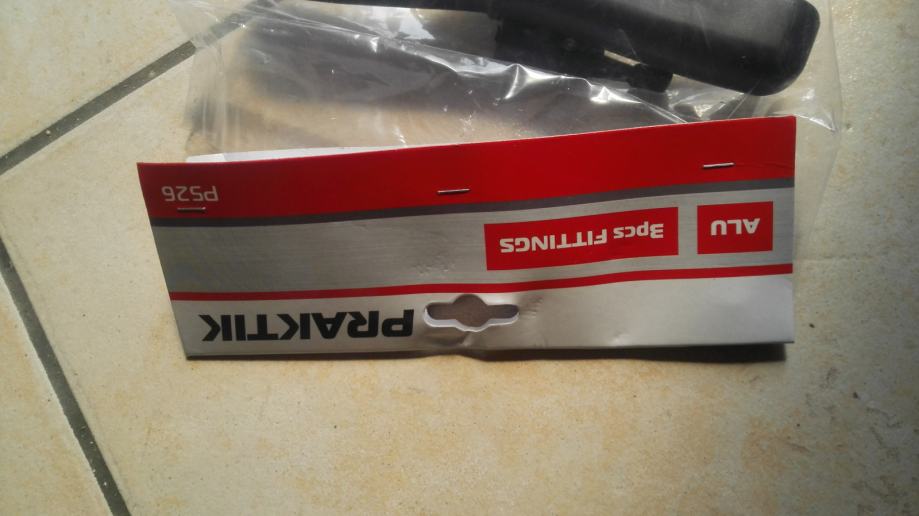 PRAKTIK
ALU 3pcs FITTINGS
PS26